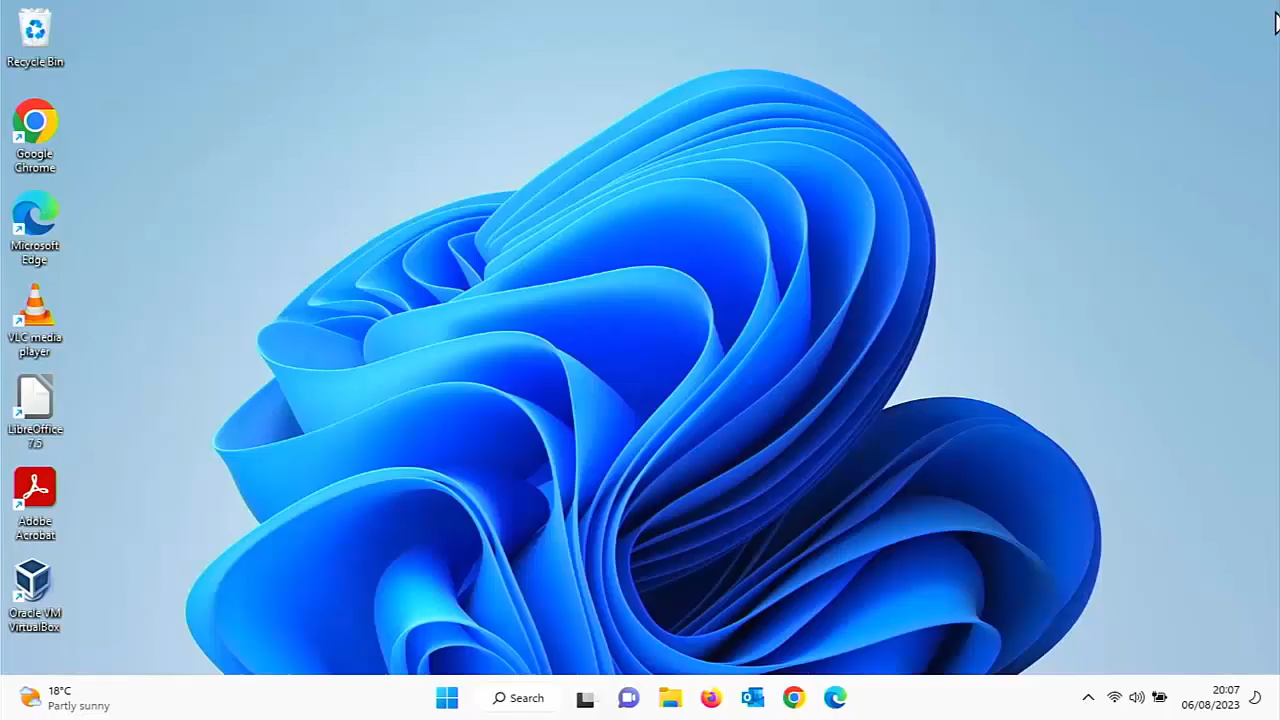 Recycle Bin
Google
Chrome
Microsoft
Edge
VLC media
player
LibreOffice
7.5
Adobe
Acrobat
Oracle VM
VirtualBox
18°C
Partly sunny
Search
20:07
06/08/2023